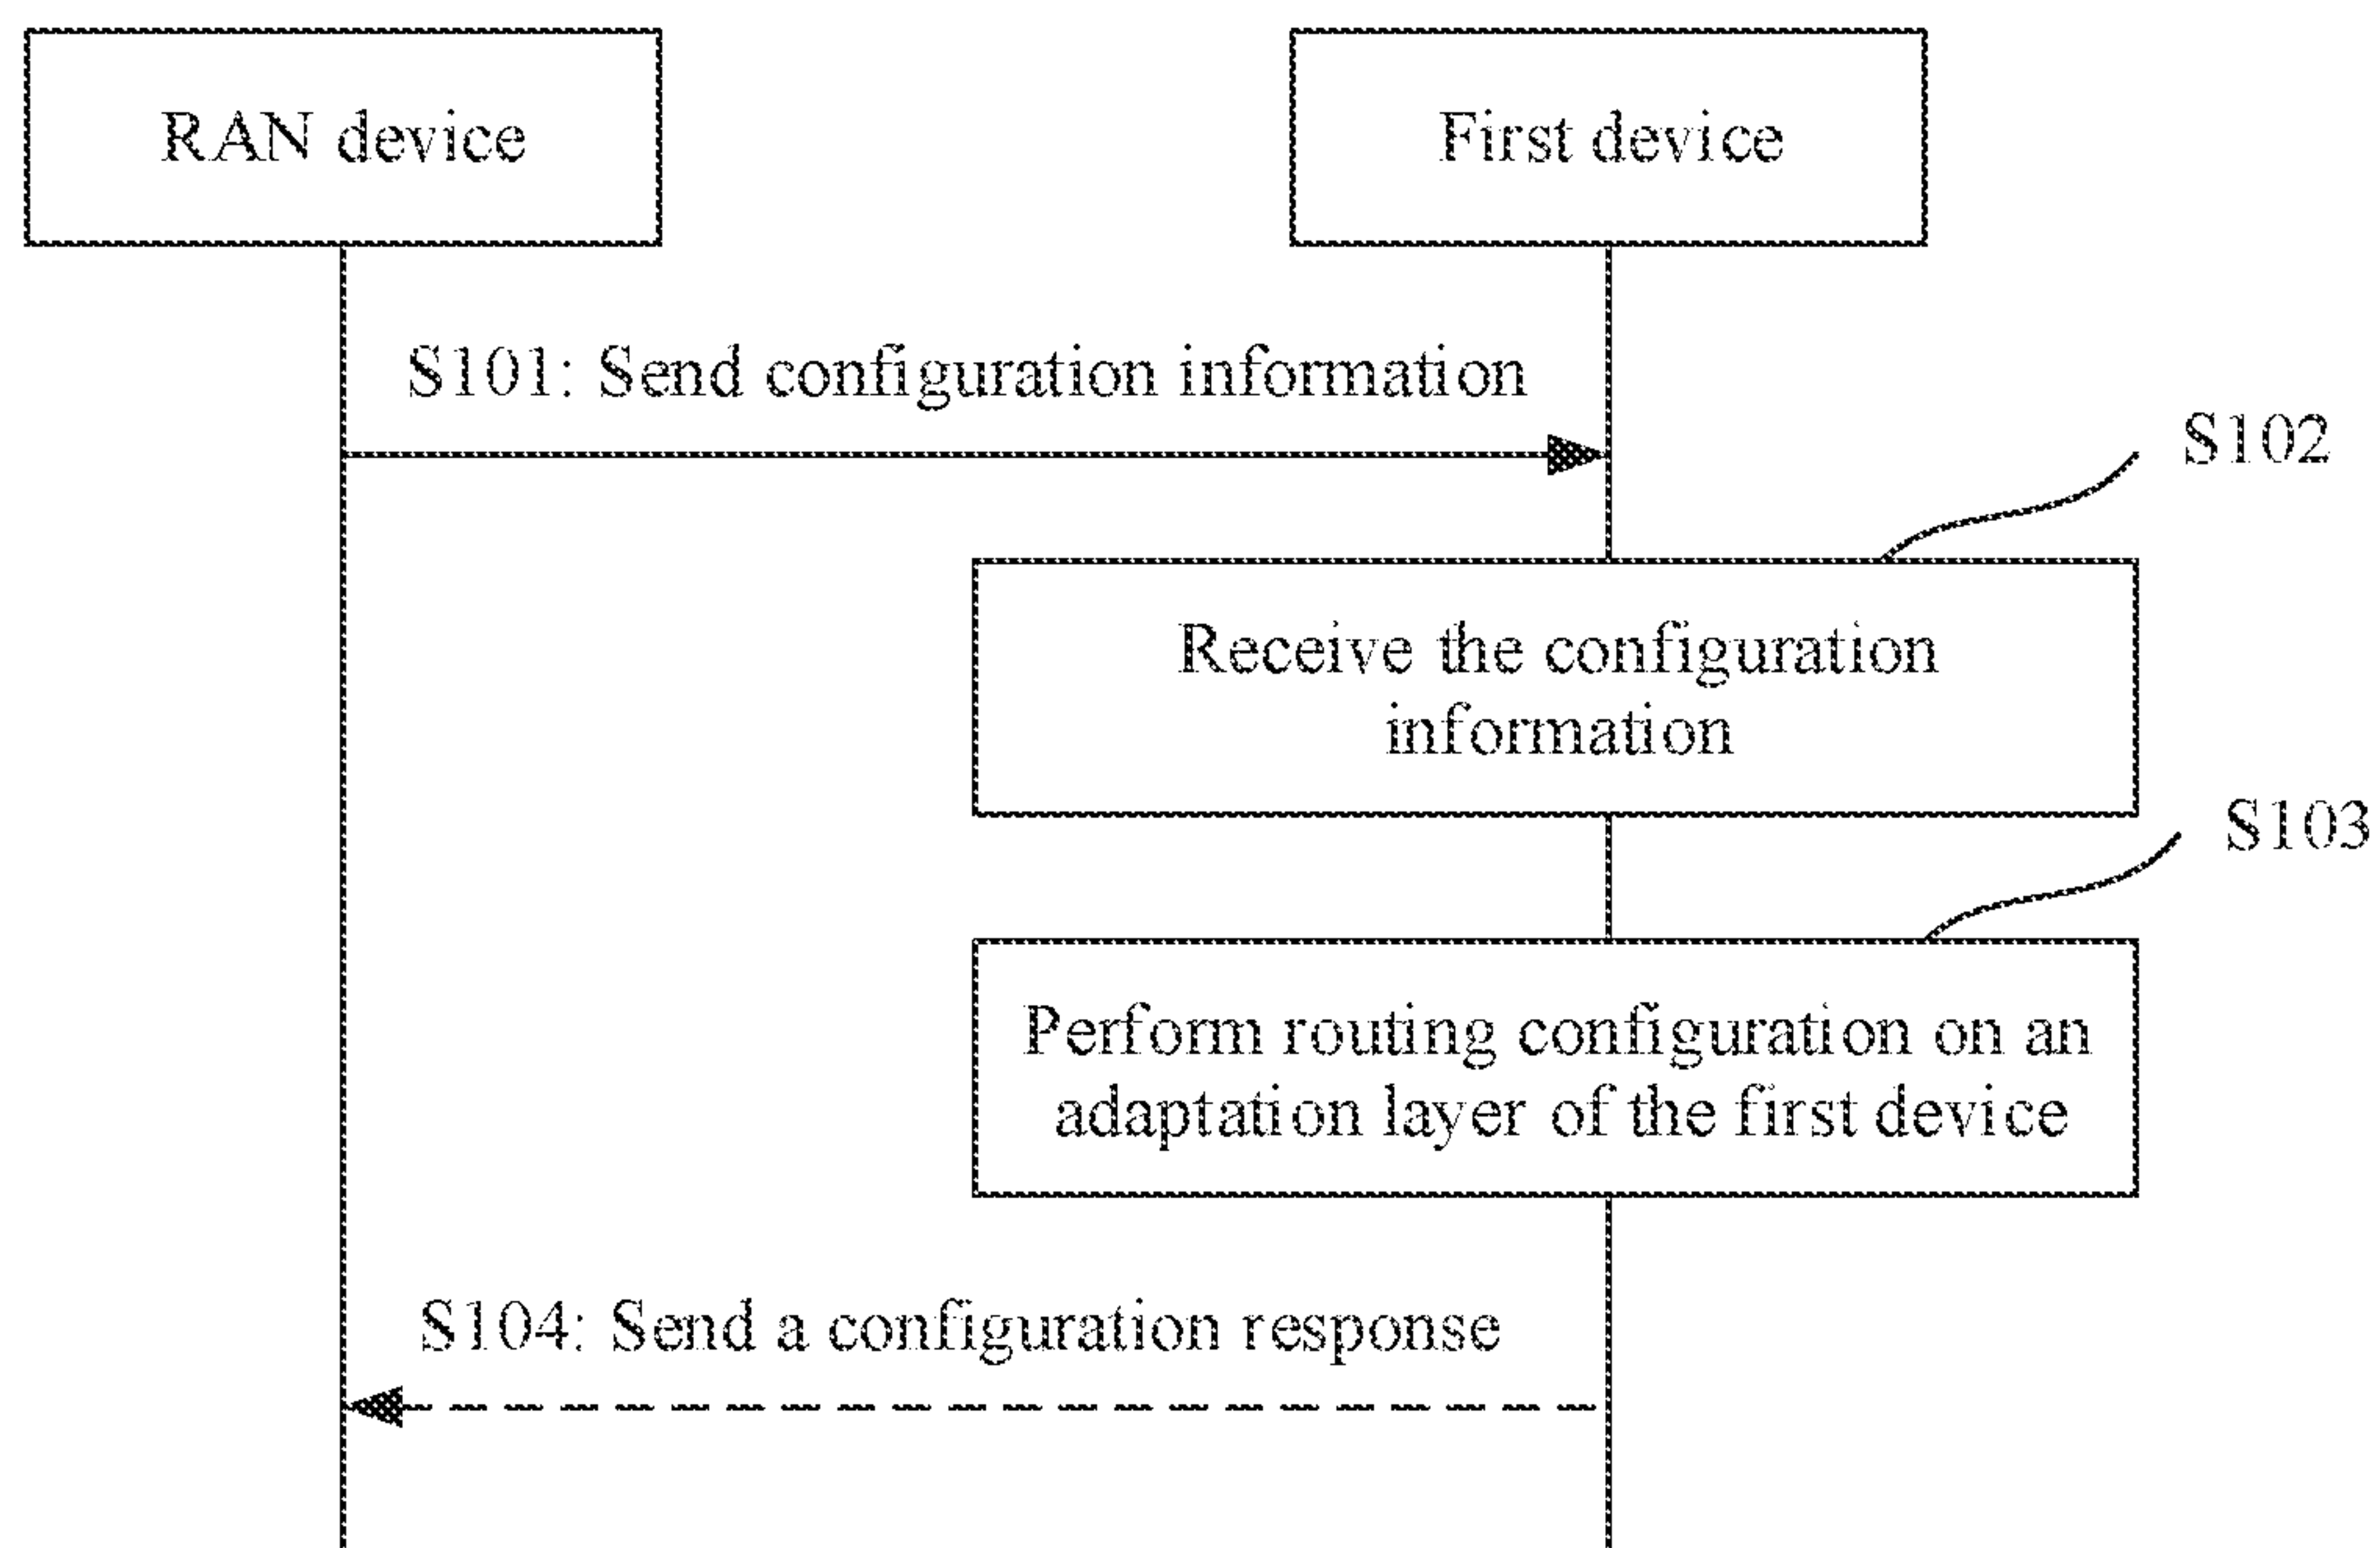 RAN device
First device
S101: Send configuration information
S102
Receive the configuration
information
S103
Perform routing configuration on an
adaptation layer of the first device
S104: Send a configuration response